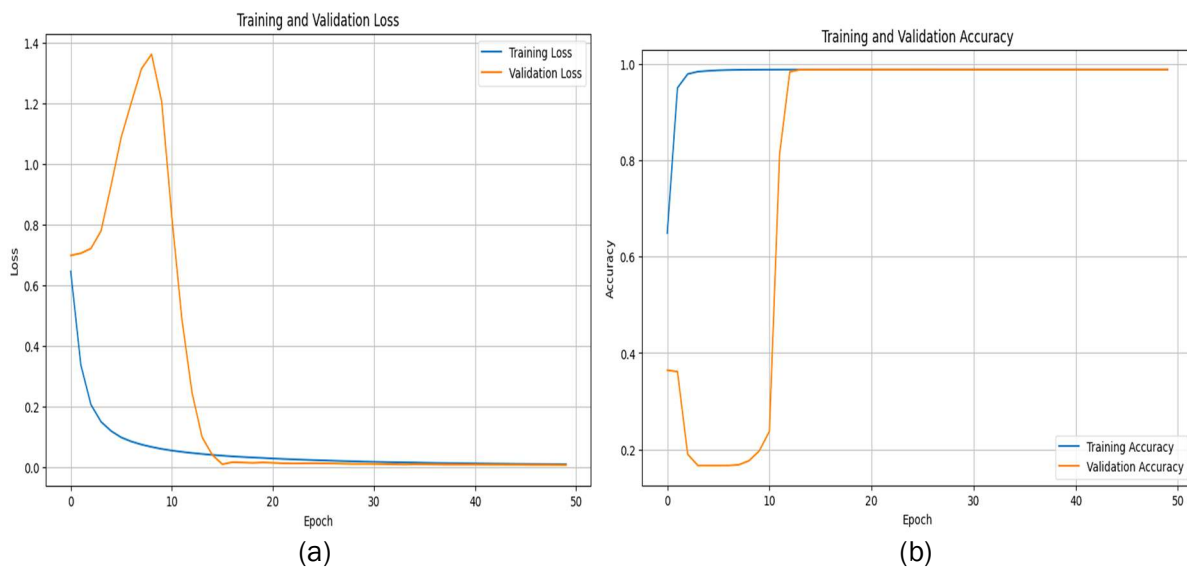 Training and Validation Loss
Training Loss
Validation Loss
1.4
1.2
1.0
0.8
0.6
0.4
0.2
0.0
Loss
0
10
20
30
40
50
Epoch
(a)
Training and Validation Accuracy
1.0
0.8
0.6
0.4
0.2
Accuracy
Training Accuracy
Validation Accuracy
0
10
20
30
40
50
Epoch
(b)